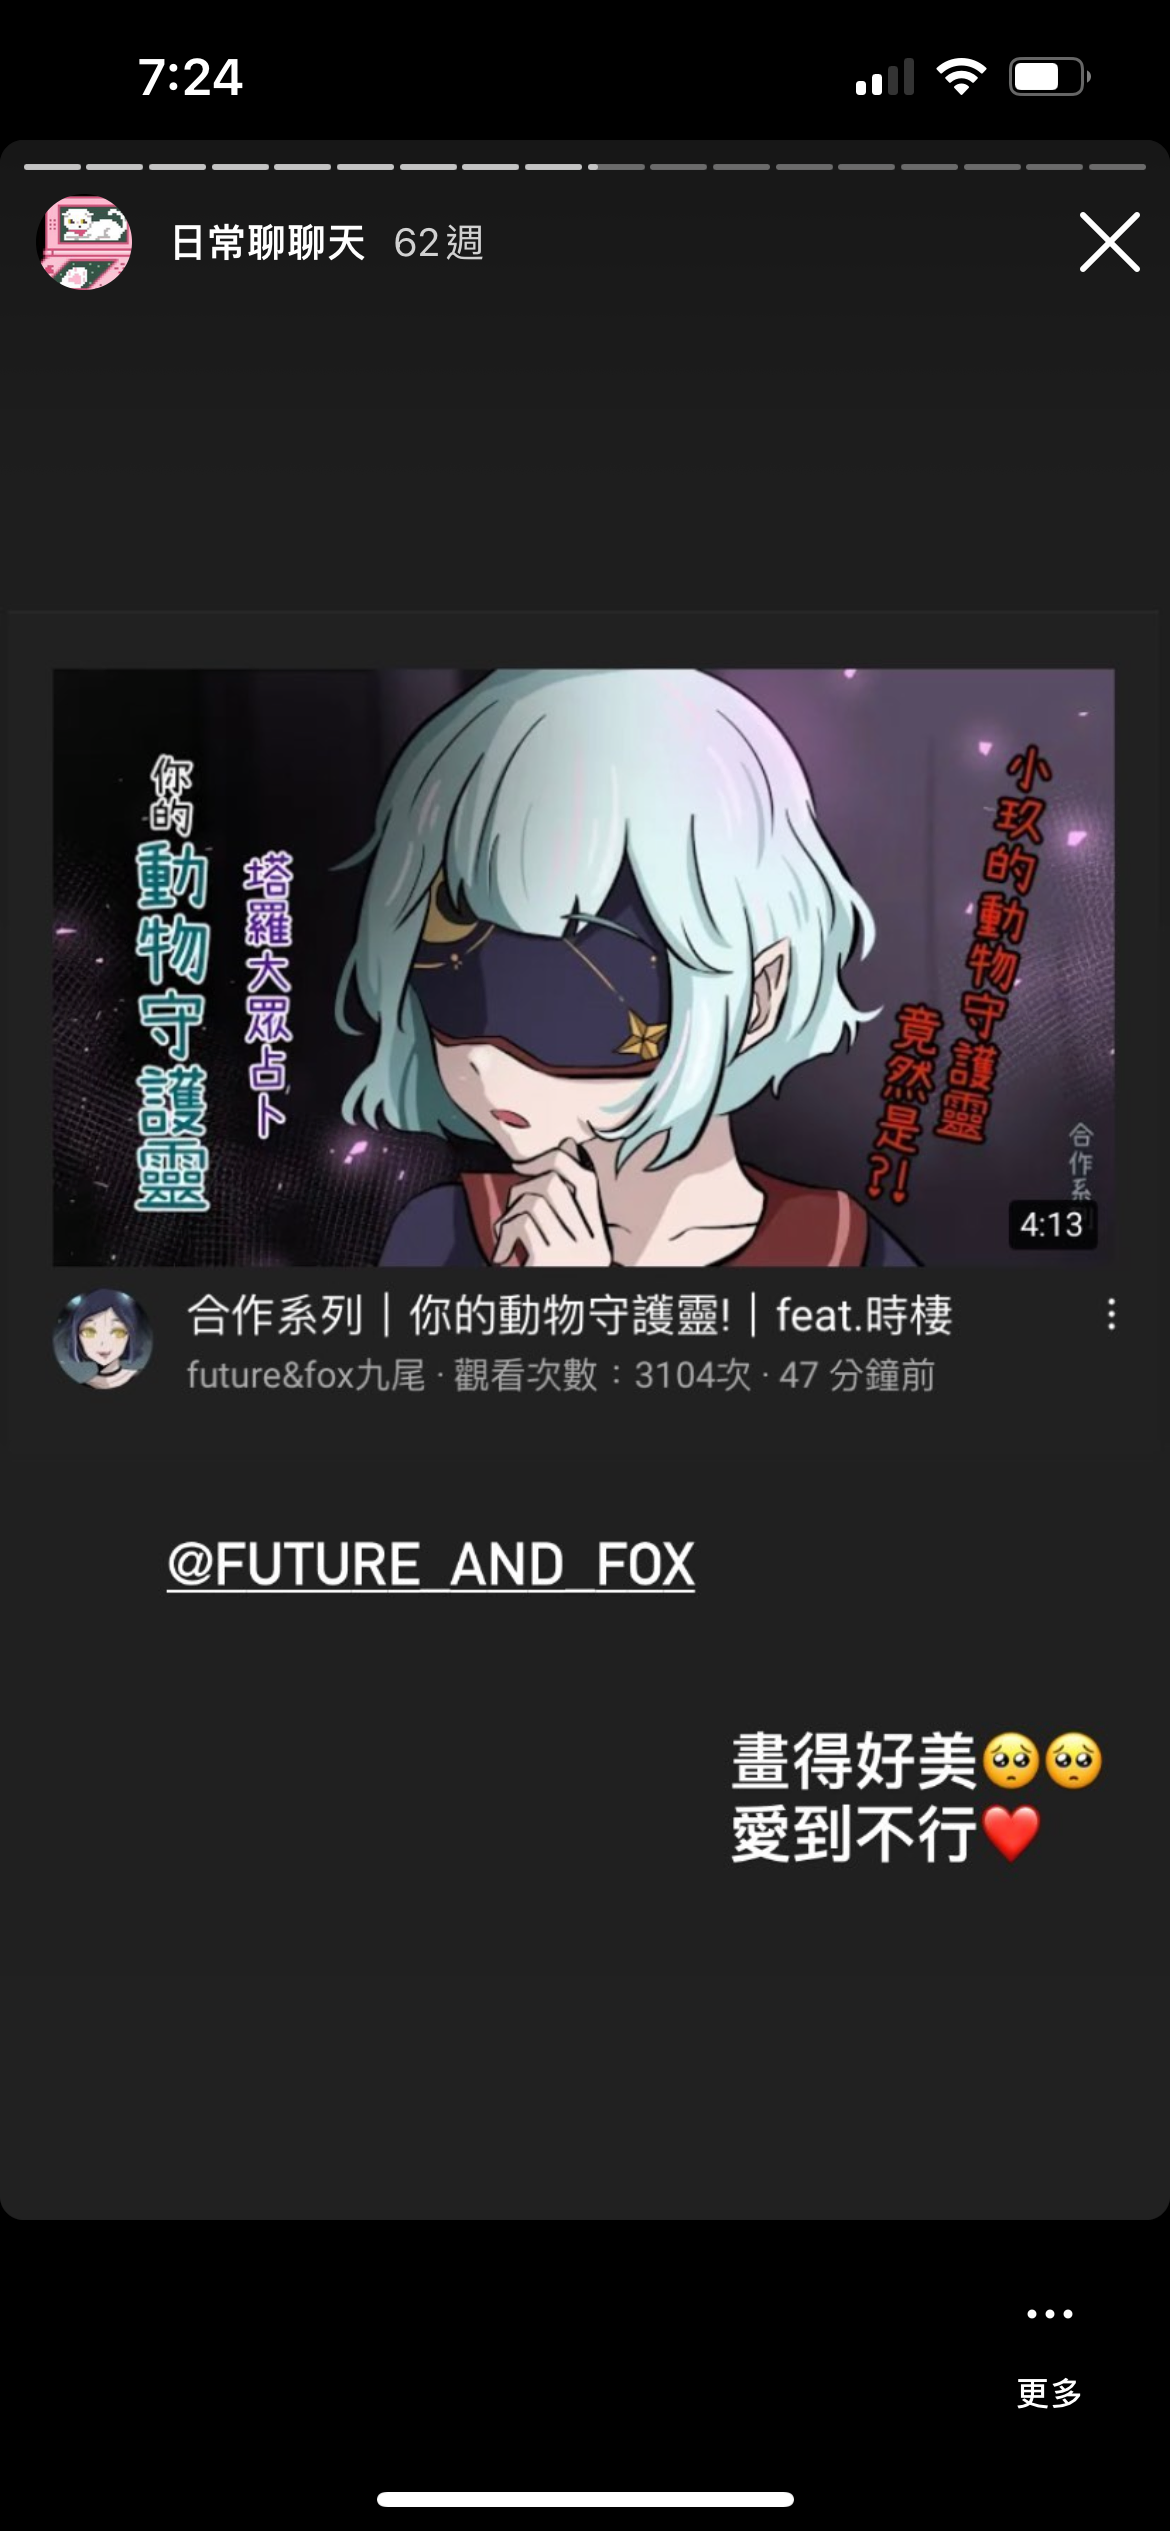 7:24
日常聊聊天 62週
你的
動物守護靈
塔羅大眾占卜
小玖的動物守護靈
竟然是?!
合作系
4:13
合作系列｜你的動物守護靈!｜feat.時棲
future&fox九尾 · 觀看次數：3104次 · 47 分鐘前
@FUTURE_AND_FOX
畫得好美🥺🥺
愛到不行❤️
更多